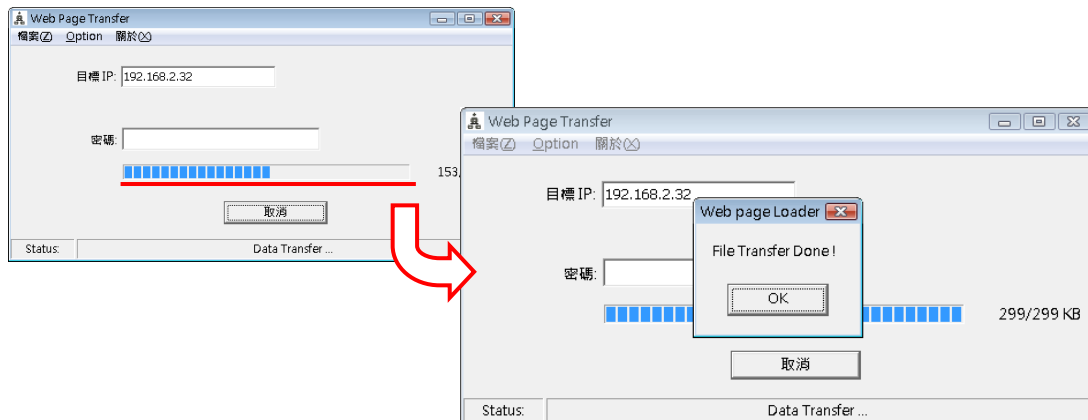 Web Page Transfer
檔案(Z) Option 關於(X)
目標 IP: 192.168.2.32
密碼:
153,
取消
Status: Data Transfer ...
Web Page Transfer
檔案(Z) Option 關於(X)
目標 IP: 192.168.2.32
Web page Loader
File Transfer Done !
密碼:
OK
299/299 KB
取消
Status: Data Transfer ...